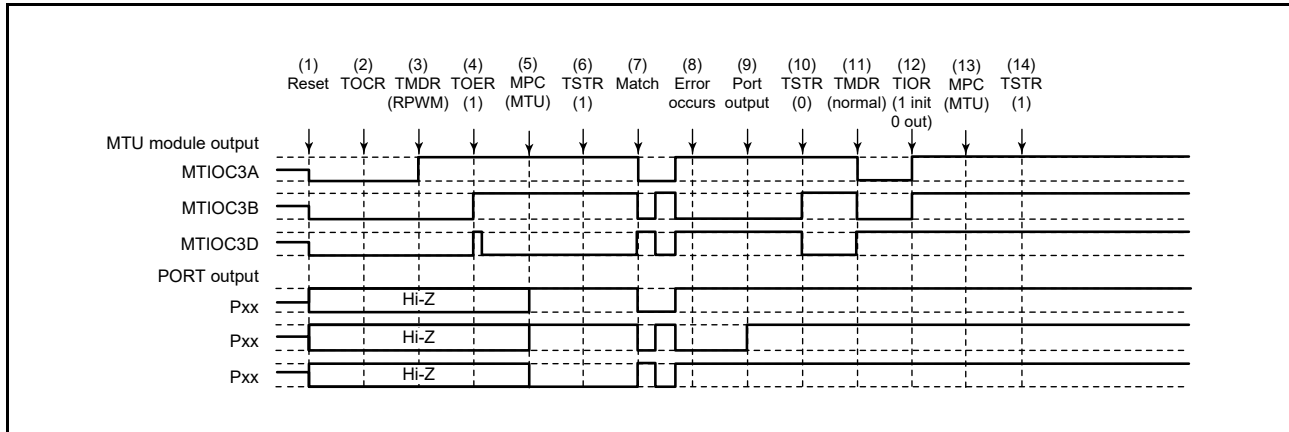 (1) (2) (3) (4) (5) (6) (7) (8) (9) (10) (11) (12) (13) (14)
Reset TOCR TMDR TOER MPC TSTR Match Error Port TSTR TMDR TIOR MPC TSTR
(RPWM) (1) (MTU) (1) occurs output (0) (normal) (1 init (MTU) (1)
0 out)
MTU module output
MTIOC3A
MTIOC3B
MTIOC3D
PORT output
Pxx Hi-Z
Pxx Hi-Z
Pxx Hi-Z